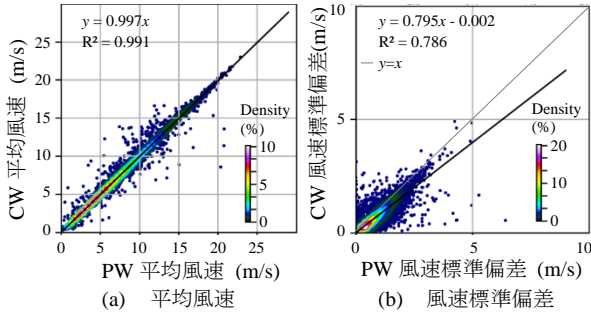 y = 0.997x
R² = 0.991
CW 平均風速 (m/s)
30
20
10
0
Density
(%)
10
5
0
0 5 10 15 20 25
PW 平均風速 (m/s)
(a) 平均風速
y = 0.795x - 0.002
R² = 0.786
y=x
CW 風速標準偏差(m/s)
10
5
0
Density
(%)
20
10
0
0 5 10
PW 風速標準偏差 (m/s)
(b) 風速標準偏差